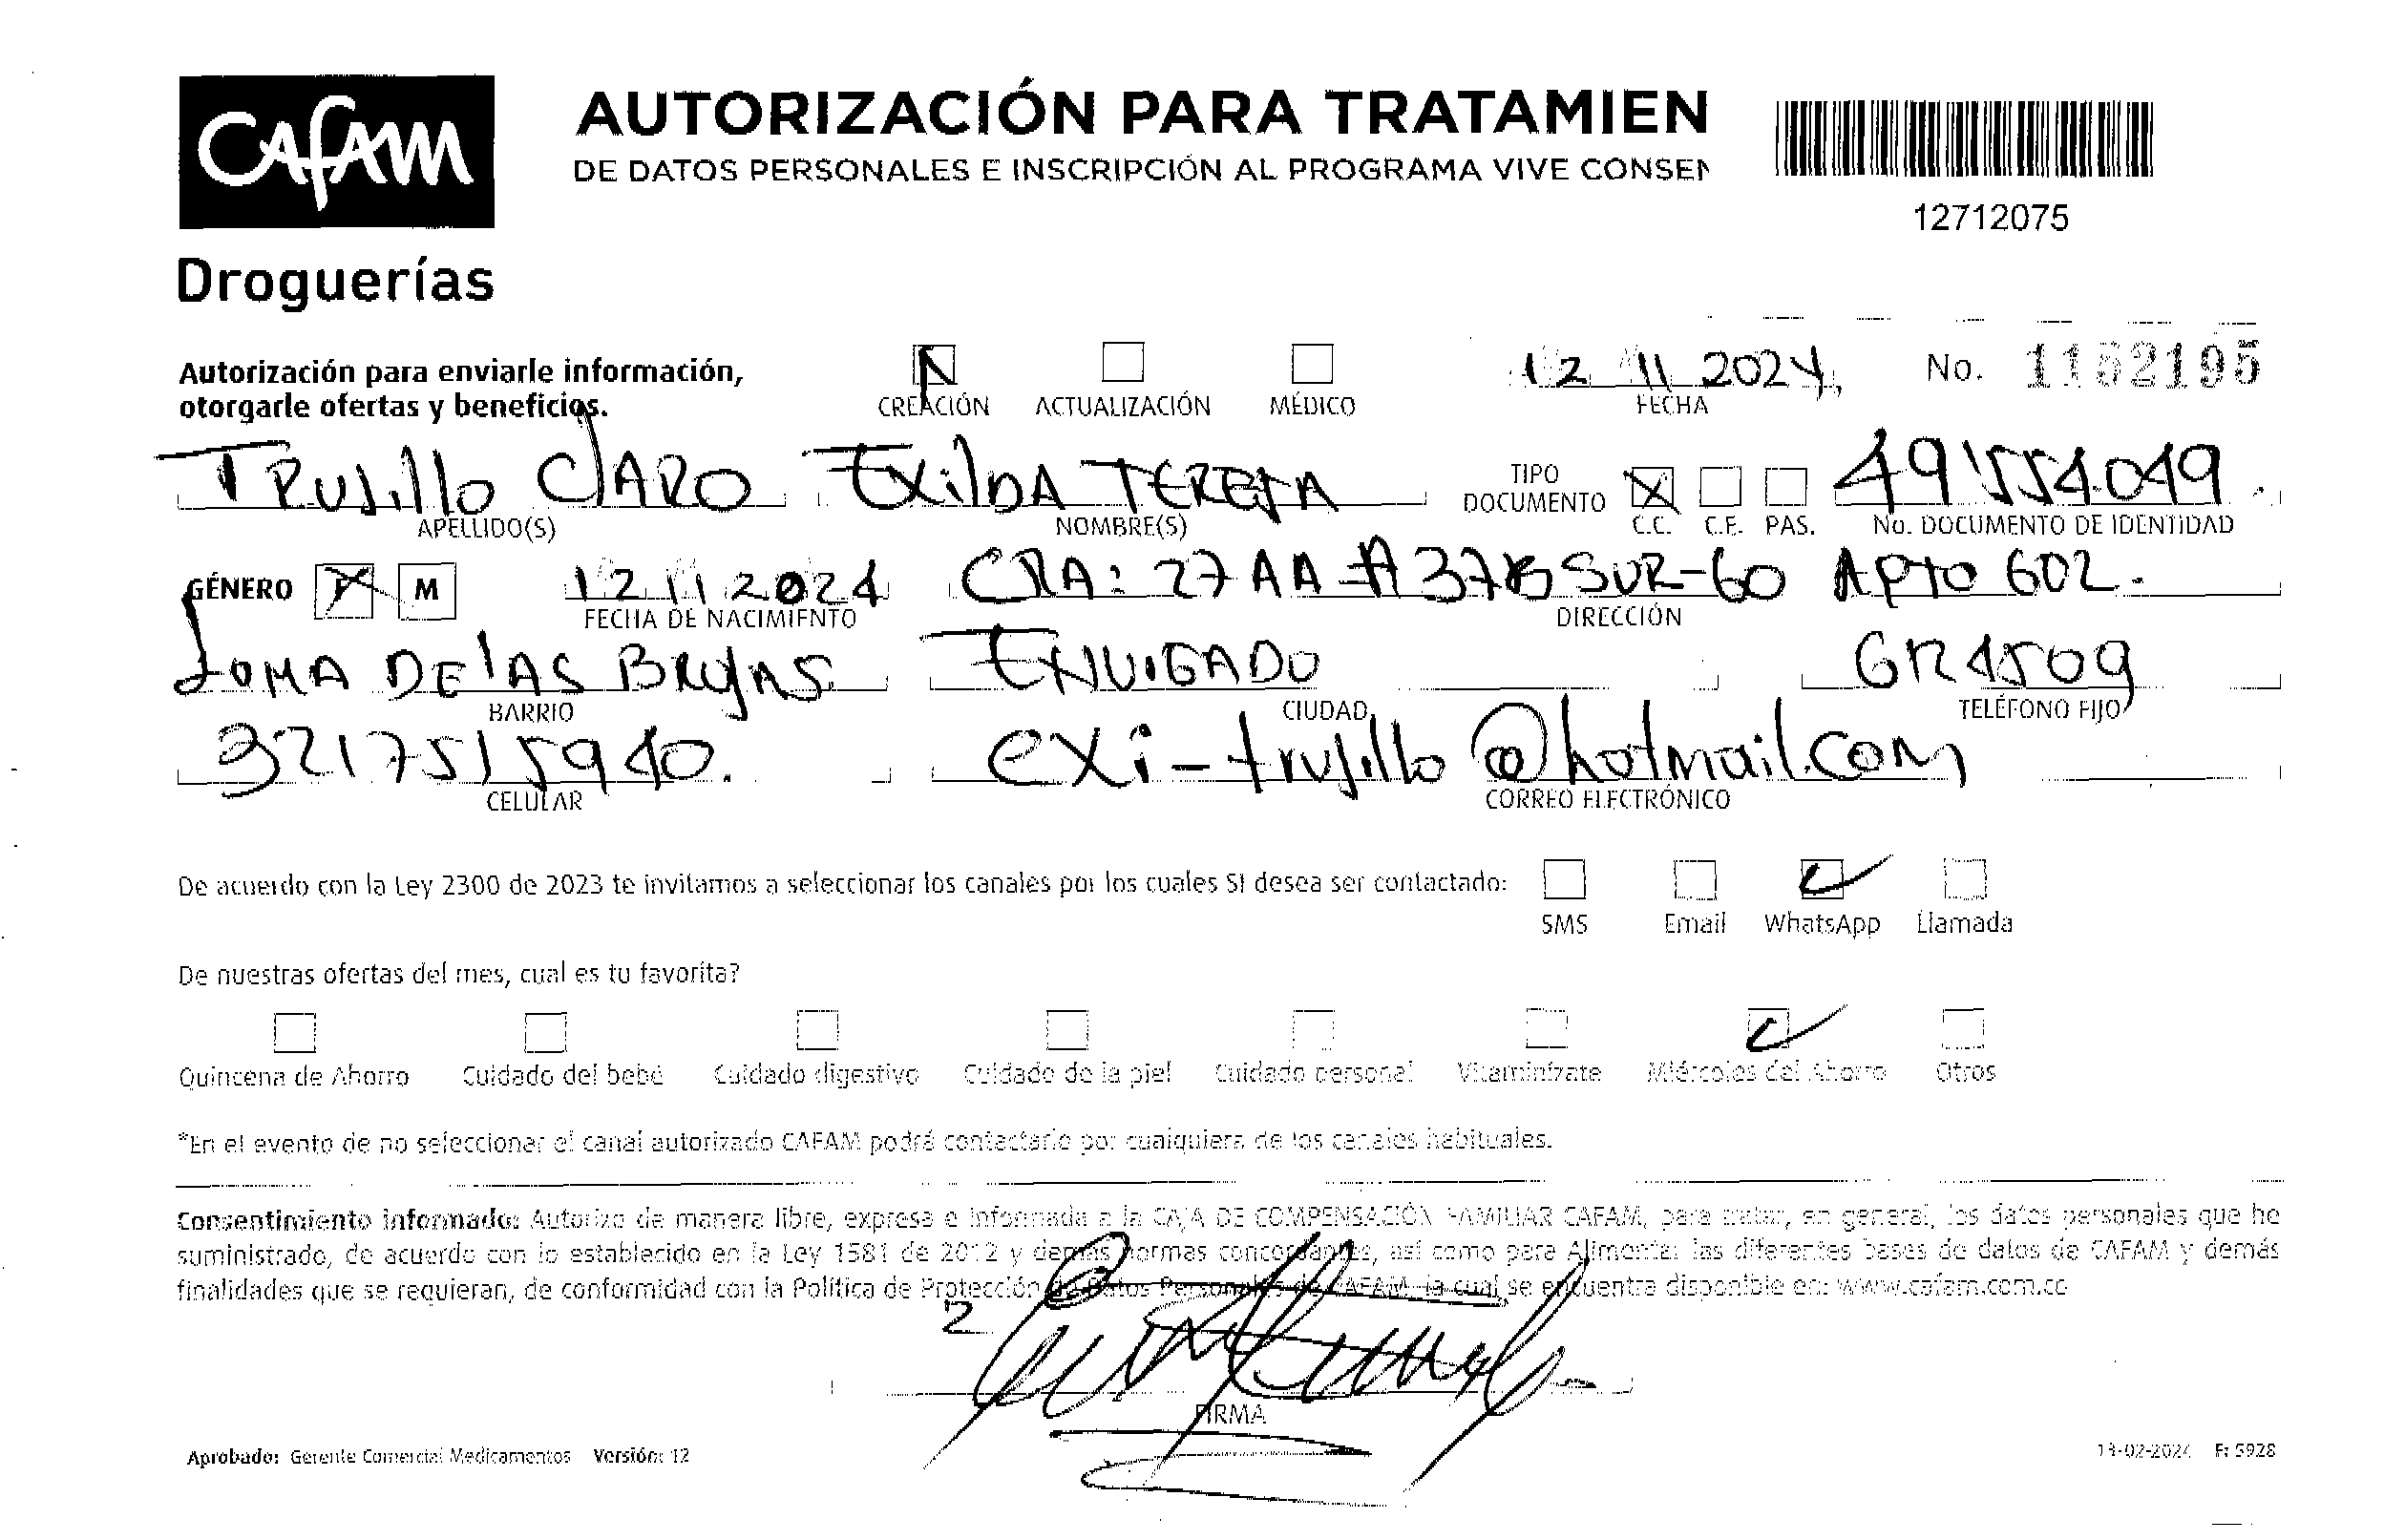 CAFAM
Droguerías
AUTORIZACIÓN PARA TRATAMIEN
DE DATOS PERSONALES E INSCRIPCIÓN AL PROGRAMA VIVE CONSEN
12712075
Autorización para enviarle información,
otorgarle ofertas y beneficios.
CREACIÓN ACTUALIZACIÓN MÉDICO
12 11 2024
FECHA
No. 1152195
TRUJillo CLARO EXilDA TERESA
APELLIDO(S) NOMBRE(S)
TIPO
DOCUMENTO
C.C. C.E. PAS.
49'554.049
No. DOCUMENTO DE IDENTIDAD
GÉNERO F M
12 11 2024
FECHA DE NACIMIENTO
CRA: 27 AA # 37B SUR-60 APTO 602.
DIRECCIÓN
LOMA DE lAS BRUJAS ENVIGADO
BARRIO CIUDAD
TELÉFONO FIJO
3217515940. exi-trujillo@hotmail.com
CELULAR CORREO ELECTRÓNICO
De acuerdo con la Ley 2300 de 2023 te invitamos a seleccionar los canales por los cuales SI desea ser contactado:
SMS Email WhatsApp Llamada
De nuestras ofertas del mes, cual es tu favorita?
Quincena de Ahorro Cuidado del bebé Cuidado digestivo Cuidado de la piel Cuidado personal Vitamínizate Miércoles del Ahorro Otros
*En el evento de no seleccionar el canal autorizado CAFAM podrá contactarlo por cualquiera de los canales habituales.
Consentimiento informado: Autorizo de manera libre, expresa e informada a la CAJA DE COMPENSACIÓN FAMILIAR CAFAM, para tratar, en general, los datos personales que he
suministrado, de acuerdo con lo establecido en la Ley 1581 de 2012 y demás normas concordantes, así como para Alimentar las diferentes bases de datos de CAFAM y demás
finalidades que se requieran, de conformidad con la Política de Protección de Datos Personales de CAFAM, la cual se encuentra disponible en: www.cafam.com.co
FIRMA
Aprobado: Gerente Comercial Medicamentos Versión: 12
13-02-2024 F: 5928